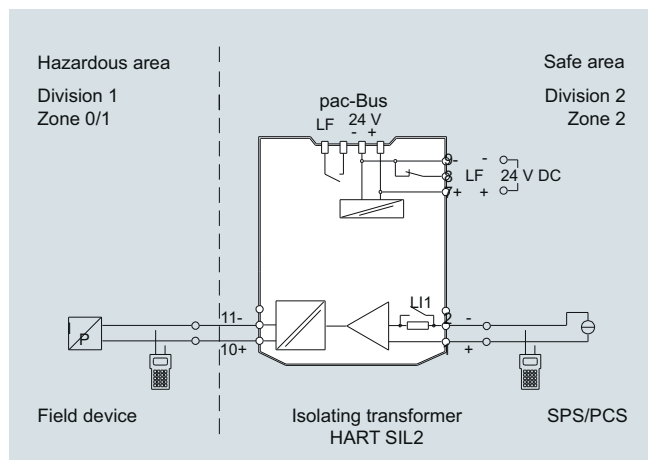 Hazardous area
Safe area
Division 1
Zone 0/1
Division 2
Zone 2
pac-Bus
LF 24 V
- +
9- - 
8 LF 24 V DC
7+ +
LI1
11-
2 -
I
P
10+
+
Field device
Isolating transformer
HART SIL2
SPS/PCS